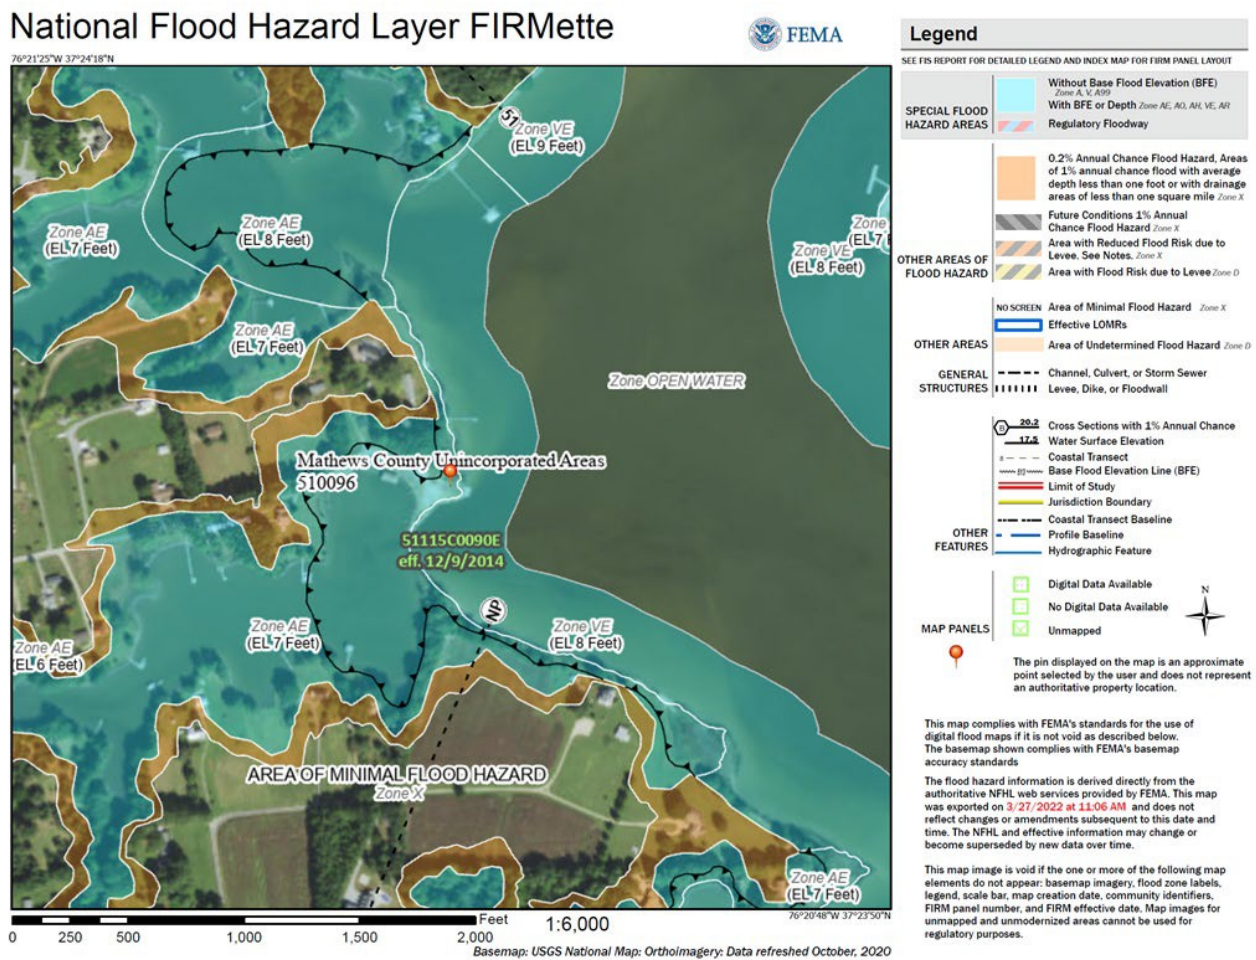 National Flood Hazard Layer FIRMette
FEMA
76°21'25"W 37°24'18"N
51
Zone VE
(EL 9 Feet)
Zone AE
(EL 7 Feet)
Zone AE
(EL 8 Feet)
(EL 7 F
Zone VE
(EL 8 Feet)
Zone AE
(EL 7 Feet)
Zone OPEN WATER
Mathews County Unincorporated Areas
510096
51115C0090E
eff. 12/9/2014
NP
Zone AE
(EL 7 Feet)
Zone VE
(EL 8 Feet)
Zone AE
(EL 6 Feet)
AREA OF MINIMAL FLOOD HAZARD
Zone X
Zone AE
(EL 7 Feet)
76°20'48"W 37°23'50"N
Feet
1:6,000
0 250 500 1,000 1,500 2,000
Basemap: USGS National Map: Orthoimagery: Data refreshed October, 2020
Legend
SEE FIS REPORT FOR DETAILED LEGEND AND INDEX MAP FOR FIRM PANEL LAYOUT
SPECIAL FLOOD
HAZARD AREAS
Without Base Flood Elevation (BFE)
Zone A, V, A99
With BFE or Depth Zone AE, AO, AH, VE, AR
Regulatory Floodway
0.2% Annual Chance Flood Hazard, Areas
of 1% annual chance flood with average
depth less than one foot or with drainage
areas of less than one square mile Zone X
Future Conditions 1% Annual
Chance Flood Hazard Zone X
Area with Reduced Flood Risk due to
Levee. See Notes. Zone X
Area with Flood Risk due to Levee Zone D
OTHER AREAS OF
FLOOD HAZARD
NO SCREEN Area of Minimal Flood Hazard Zone X
Effective LOMRs
OTHER AREAS
Area of Undetermined Flood Hazard Zone D
GENERAL
STRUCTURES
Channel, Culvert, or Storm Sewer
Levee, Dike, or Floodwall
B 20.2 Cross Sections with 1% Annual Chance
17.5 Water Surface Elevation
8 Coastal Transect
Base Flood Elevation Line (BFE)
Limit of Study
Jurisdiction Boundary
Coastal Transect Baseline
OTHER
FEATURES
Profile Baseline
Hydrographic Feature
Digital Data Available
No Digital Data Available
Unmapped
MAP PANELS
N
The pin displayed on the map is an approximate
point selected by the user and does not represent
an authoritative property location.
This map complies with FEMA's standards for the use of
digital flood maps if it is not void as described below.
The basemap shown complies with FEMA's basemap
accuracy standards
The flood hazard information is derived directly from the
authoritative NFHL web services provided by FEMA. This map
was exported on 3/27/2022 at 11:06 AM and does not
reflect changes or amendments subsequent to this date and
time. The NFHL and effective information may change or
become superseded by new data over time.
This map image is void if the one or more of the following map
elements do not appear: basemap imagery, flood zone labels,
legend, scale bar, map creation date, community identifiers,
FIRM panel number, and FIRM effective date. Map images for
unmapped and unmodernized areas cannot be used for
regulatory purposes.